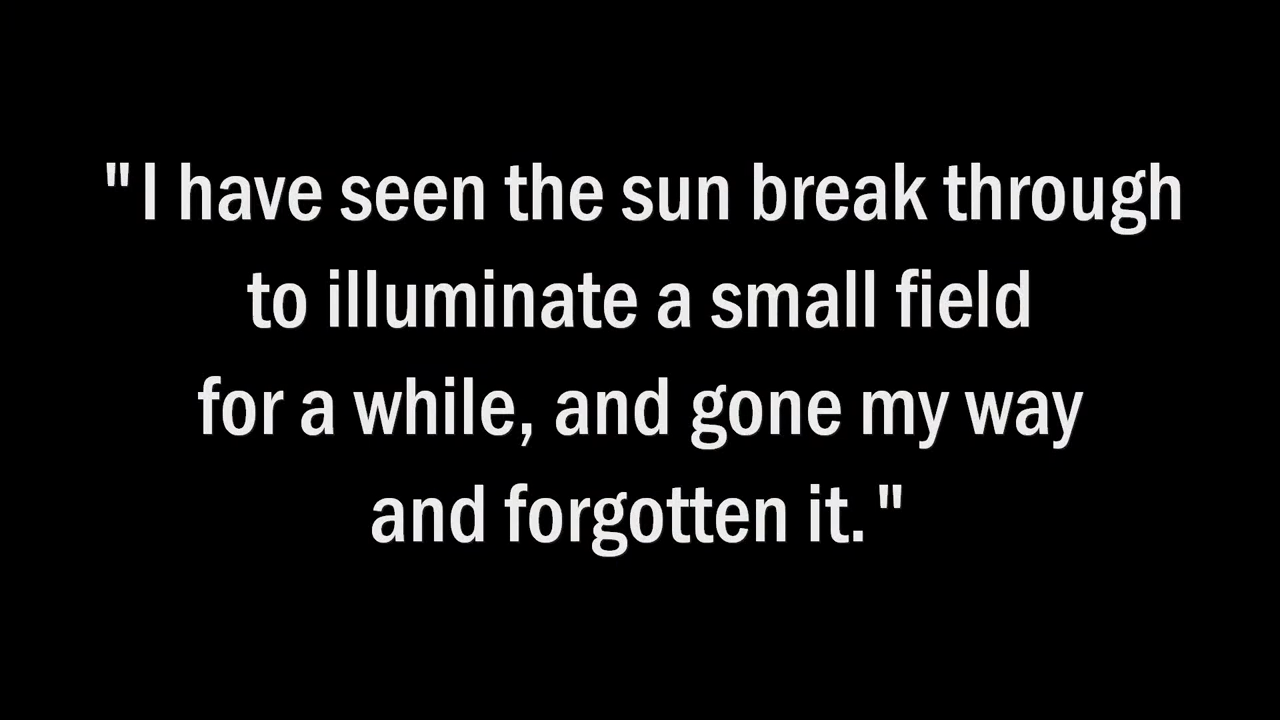 "I have seen the sun break through
to illuminate a small field
for a while, and gone my way
and forgotten it."